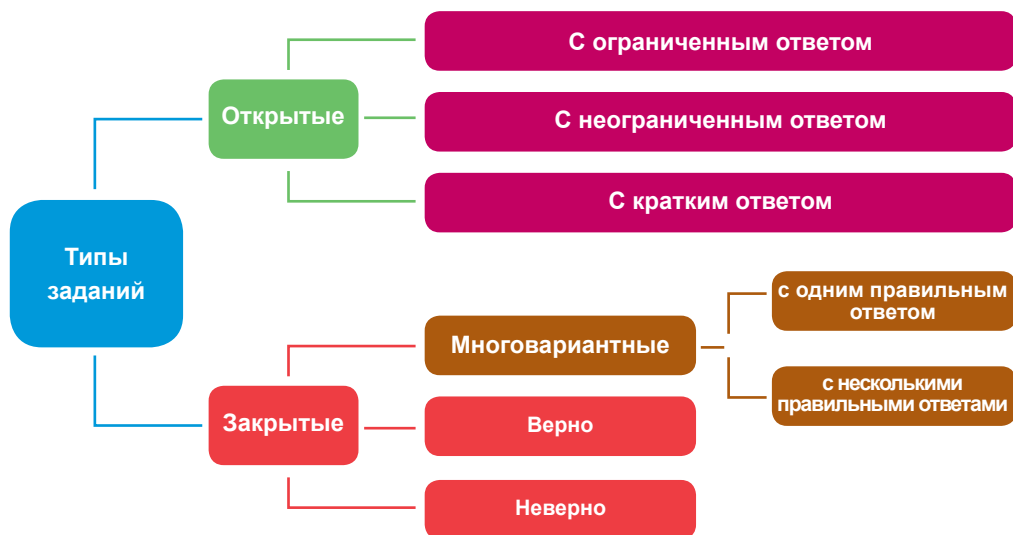 Типы
заданий
Открытые
С ограниченным ответом
С неограниченным ответом
С кратким ответом
Закрытые
Многовариантные
с одним правильным
ответом
с несколькими
правильными ответами
Верно
Неверно